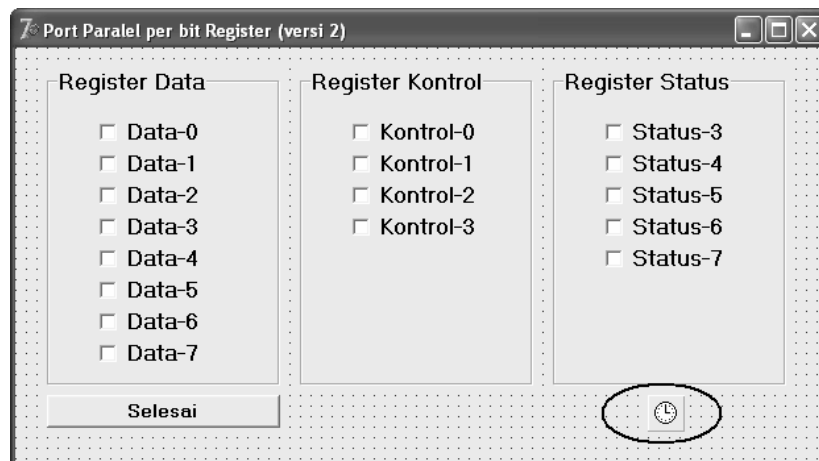 Port Paralel per bit Register (versi 2)
Register Data
Data-0
Data-1
Data-2
Data-3
Data-4
Data-5
Data-6
Data-7
Register Kontrol
Kontrol-0
Kontrol-1
Kontrol-2
Kontrol-3
Register Status
Status-3
Status-4
Status-5
Status-6
Status-7
Selesai